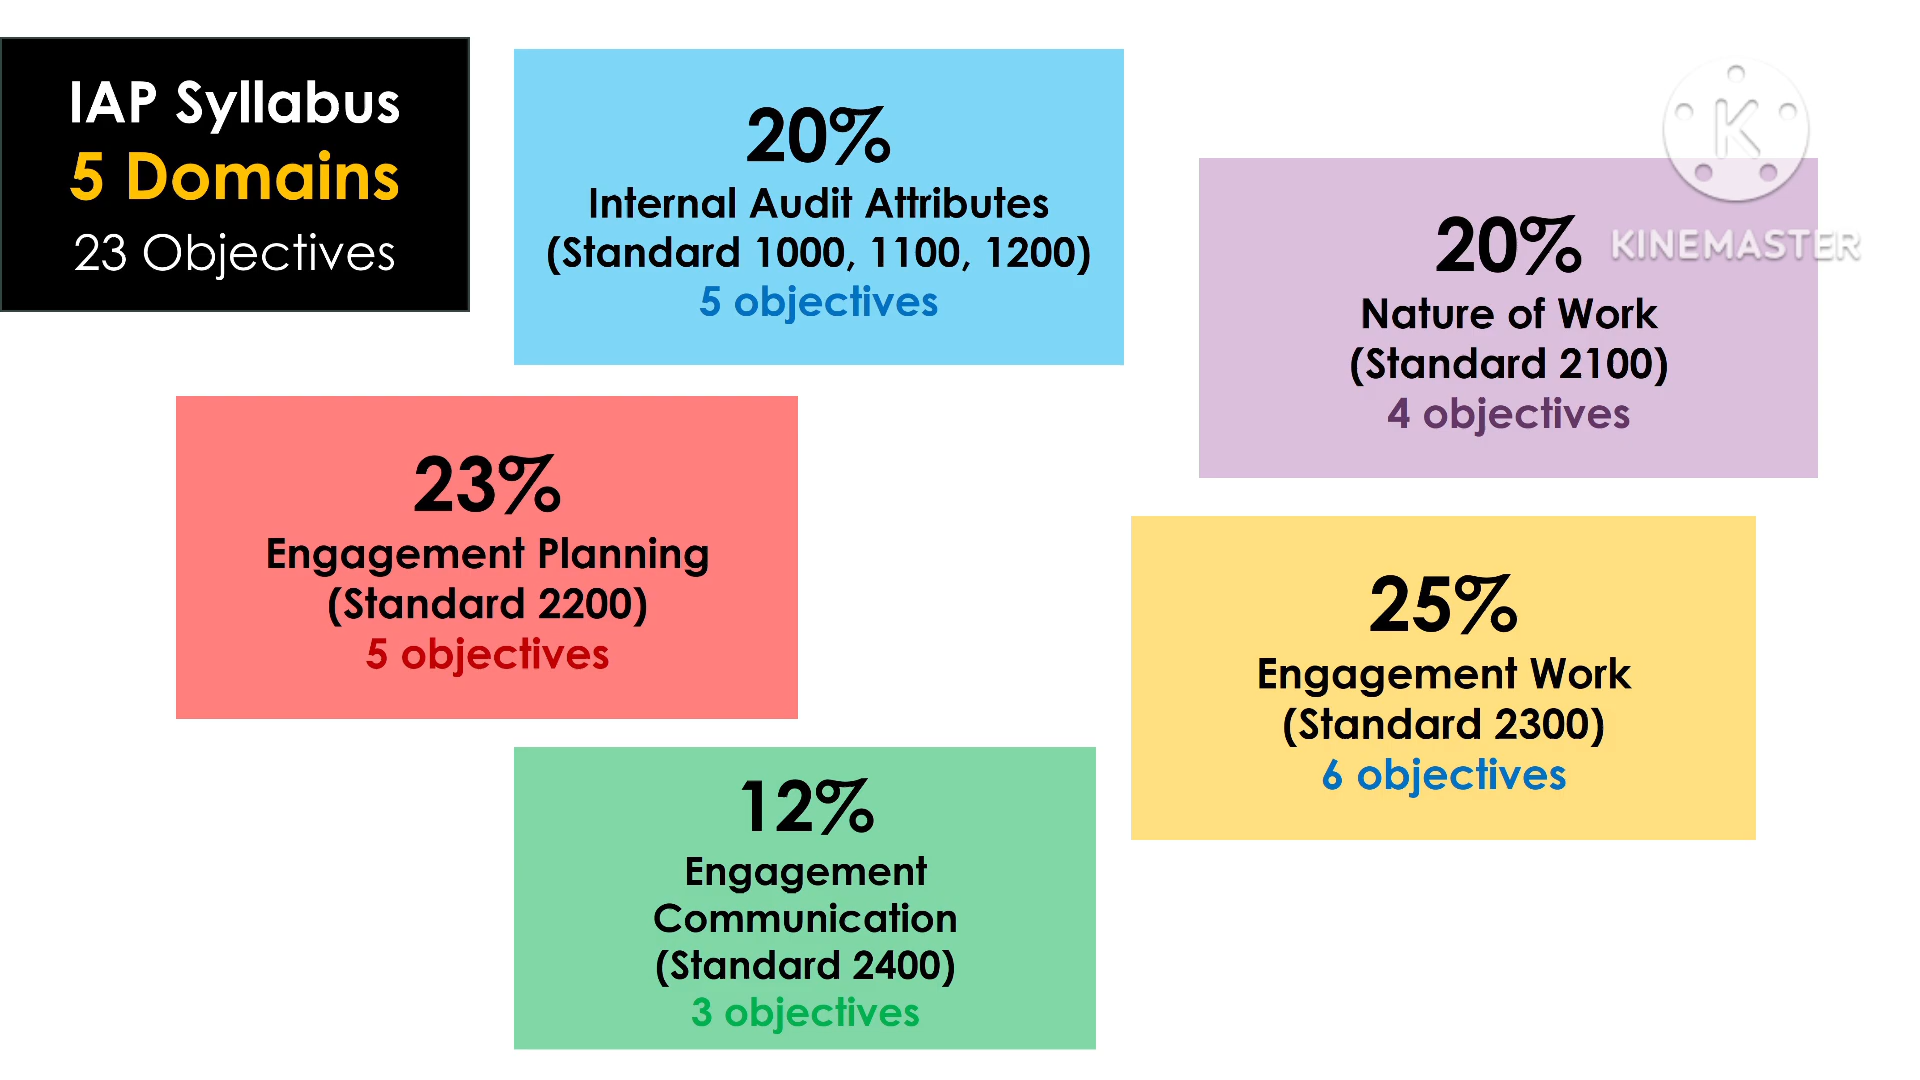 IAP Syllabus
5 Domains
23 Objectives
20%
Internal Audit Attributes
(Standard 1000, 1100, 1200)
5 objectives
K
KINEMASTER
20%
Nature of Work
(Standard 2100)
4 objectives
23%
Engagement Planning
(Standard 2200)
5 objectives
25%
Engagement Work
(Standard 2300)
6 objectives
12%
Engagement
Communication
(Standard 2400)
3 objectives